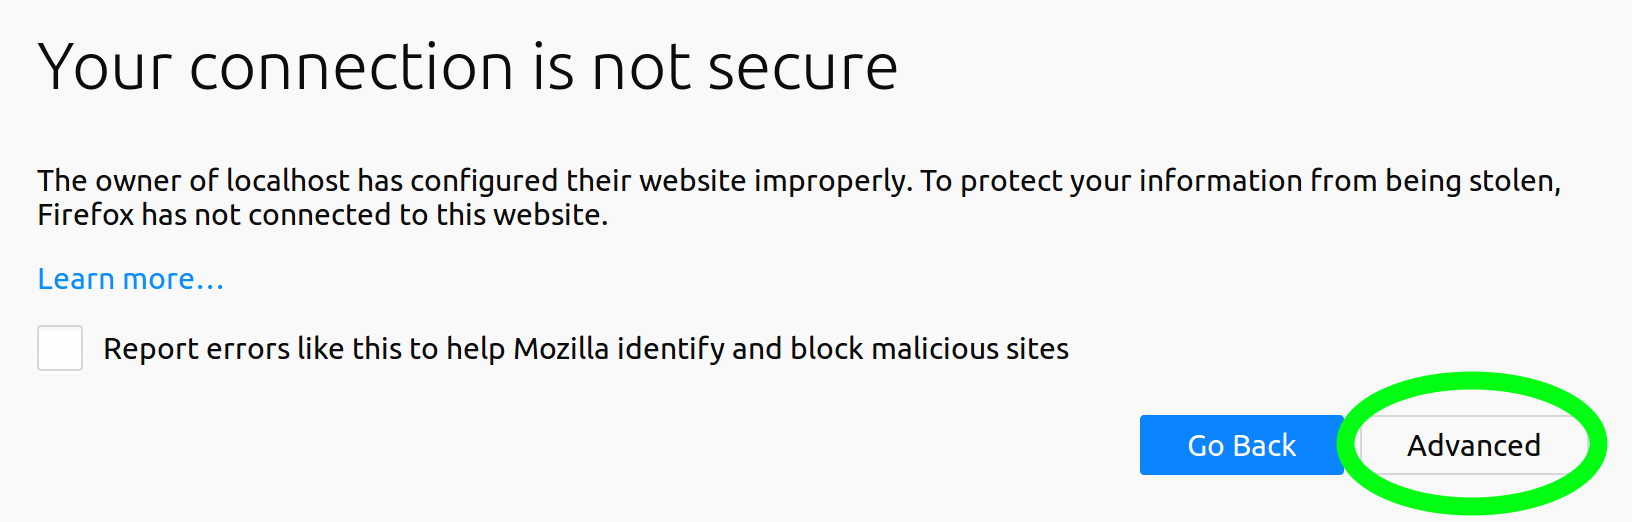 Your connection is not secure
The owner of localhost has configured their website improperly. To protect your information from being stolen,
Firefox has not connected to this website.
Learn more…
Report errors like this to help Mozilla identify and block malicious sites
Go Back
Advanced